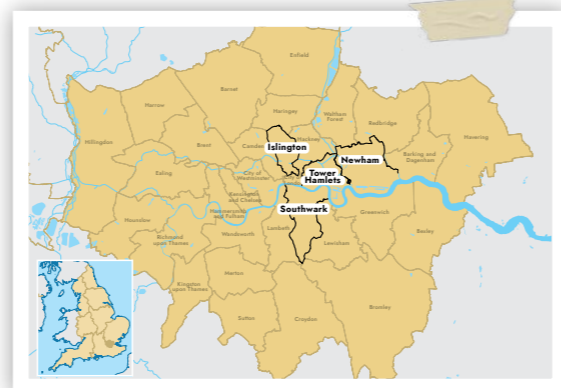 Enfield
Barnet
Harrow
Haringey
Waltham
Forest
Redbridge
Havering
Hillingdon
Brent
Camden
Islington
Hackney
Newham
Barking and
Dagenham
Ealing
City of
Westminster
Tower
Hamlets
Kensington
and Chelsea
Hammersmith
and Fulham
Southwark
Hounslow
Richmond
upon Thames
Wandsworth
Lambeth
Lewisham
Greenwich
Bexley
Merton
Kingston
upon Thames
Sutton
Croydon
Bromley